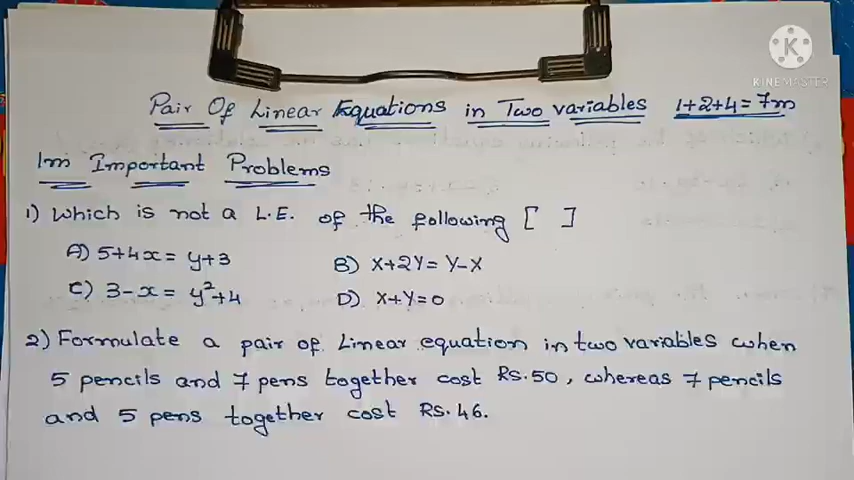 KINEMASTER
Pair Of Linear Equations in Two variables 1+2+4=7m
1m Important Problems
1) Which is not a L.E. of the following [ ]
A) 5+4x = y+3 B) X+2Y = Y-X
C) 3-x = y²+4 D) X+Y=0
2) Formulate a pair of Linear equation in two variables when
5 pencils and 7 pens together cost Rs.50, whereas 7 pencils
and 5 pens together cost Rs. 46.